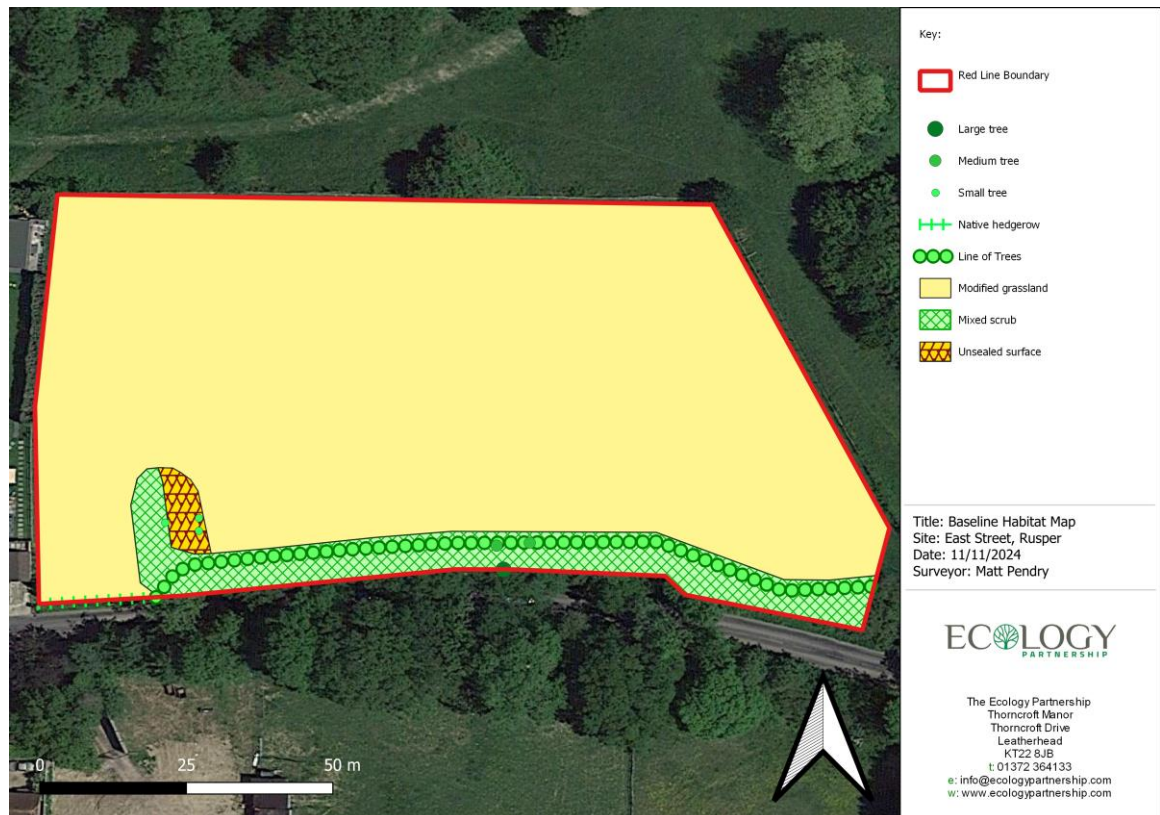 Key:
Red Line Boundary
Large tree
Medium tree
Small tree
Native hedgerow
Line of Trees
Modified grassland
Mixed scrub
Unsealed surface
Title: Baseline Habitat Map
Site: East Street, Rusper
Date: 11/11/2024
Surveyor: Matt Pendry
ECOLOGY
PARTNERSHIP
The Ecology Partnership
Thorncroft Manor
Thorncroft Drive
Leatherhead
KT22 8JB
t: 01372 364133
e: info@ecologypartnership.com
w: www.ecologypartnership.com
0 25 50 m